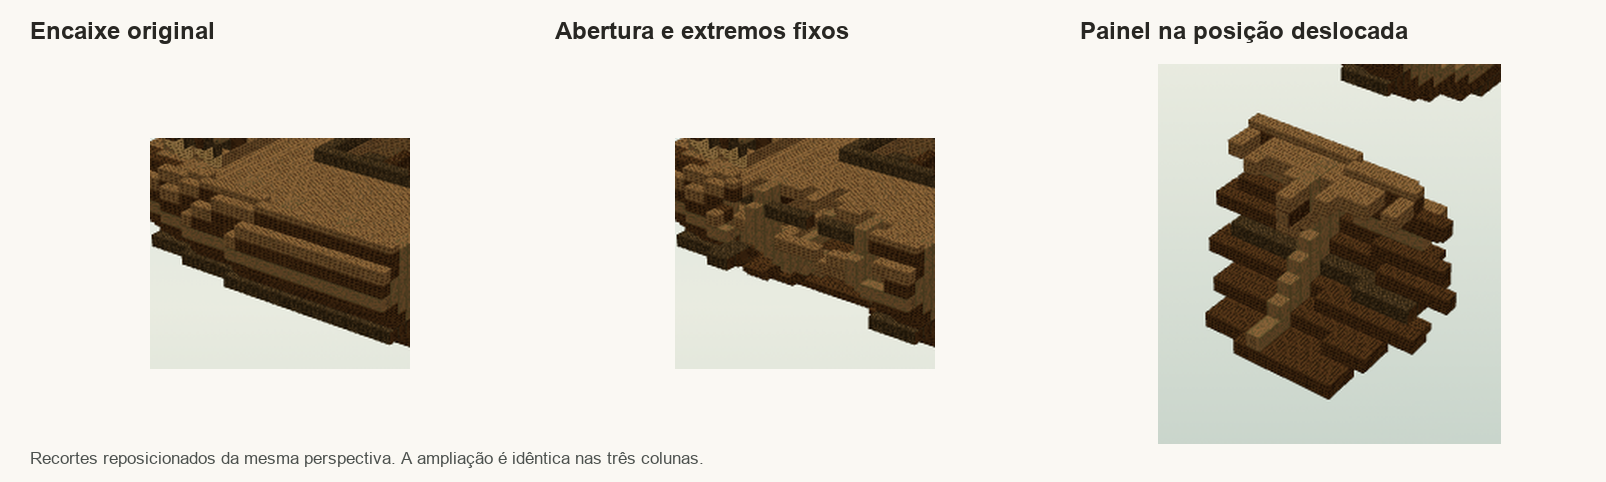 Encaixe original
Abertura e extremos fixos
Painel na posição deslocada
Recortes reposicionados da mesma perspectiva. A ampliação é idêntica nas três colunas.